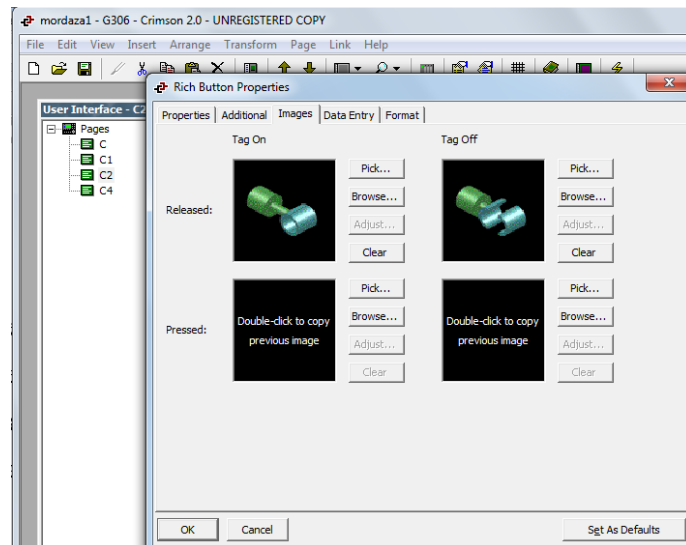 mordaza1 - G306 - Crimson 2.0 - UNREGISTERED COPY
File Edit View Insert Arrange Transform Page Link Help
Rich Button Properties
User Interface - C2
Properties Additional Images Data Entry Format
Pages
C
C1
C2
C4
Tag On Tag Off
Released:
Pick... Pick...
Browse... Browse...
Adjust... Adjust...
Clear Clear
Pressed:
Double-click to copy
previous image
Pick...
Browse...
Adjust...
Clear
Double-click to copy
previous image
Pick...
Browse...
Adjust...
Clear
OK Cancel Set As Defaults